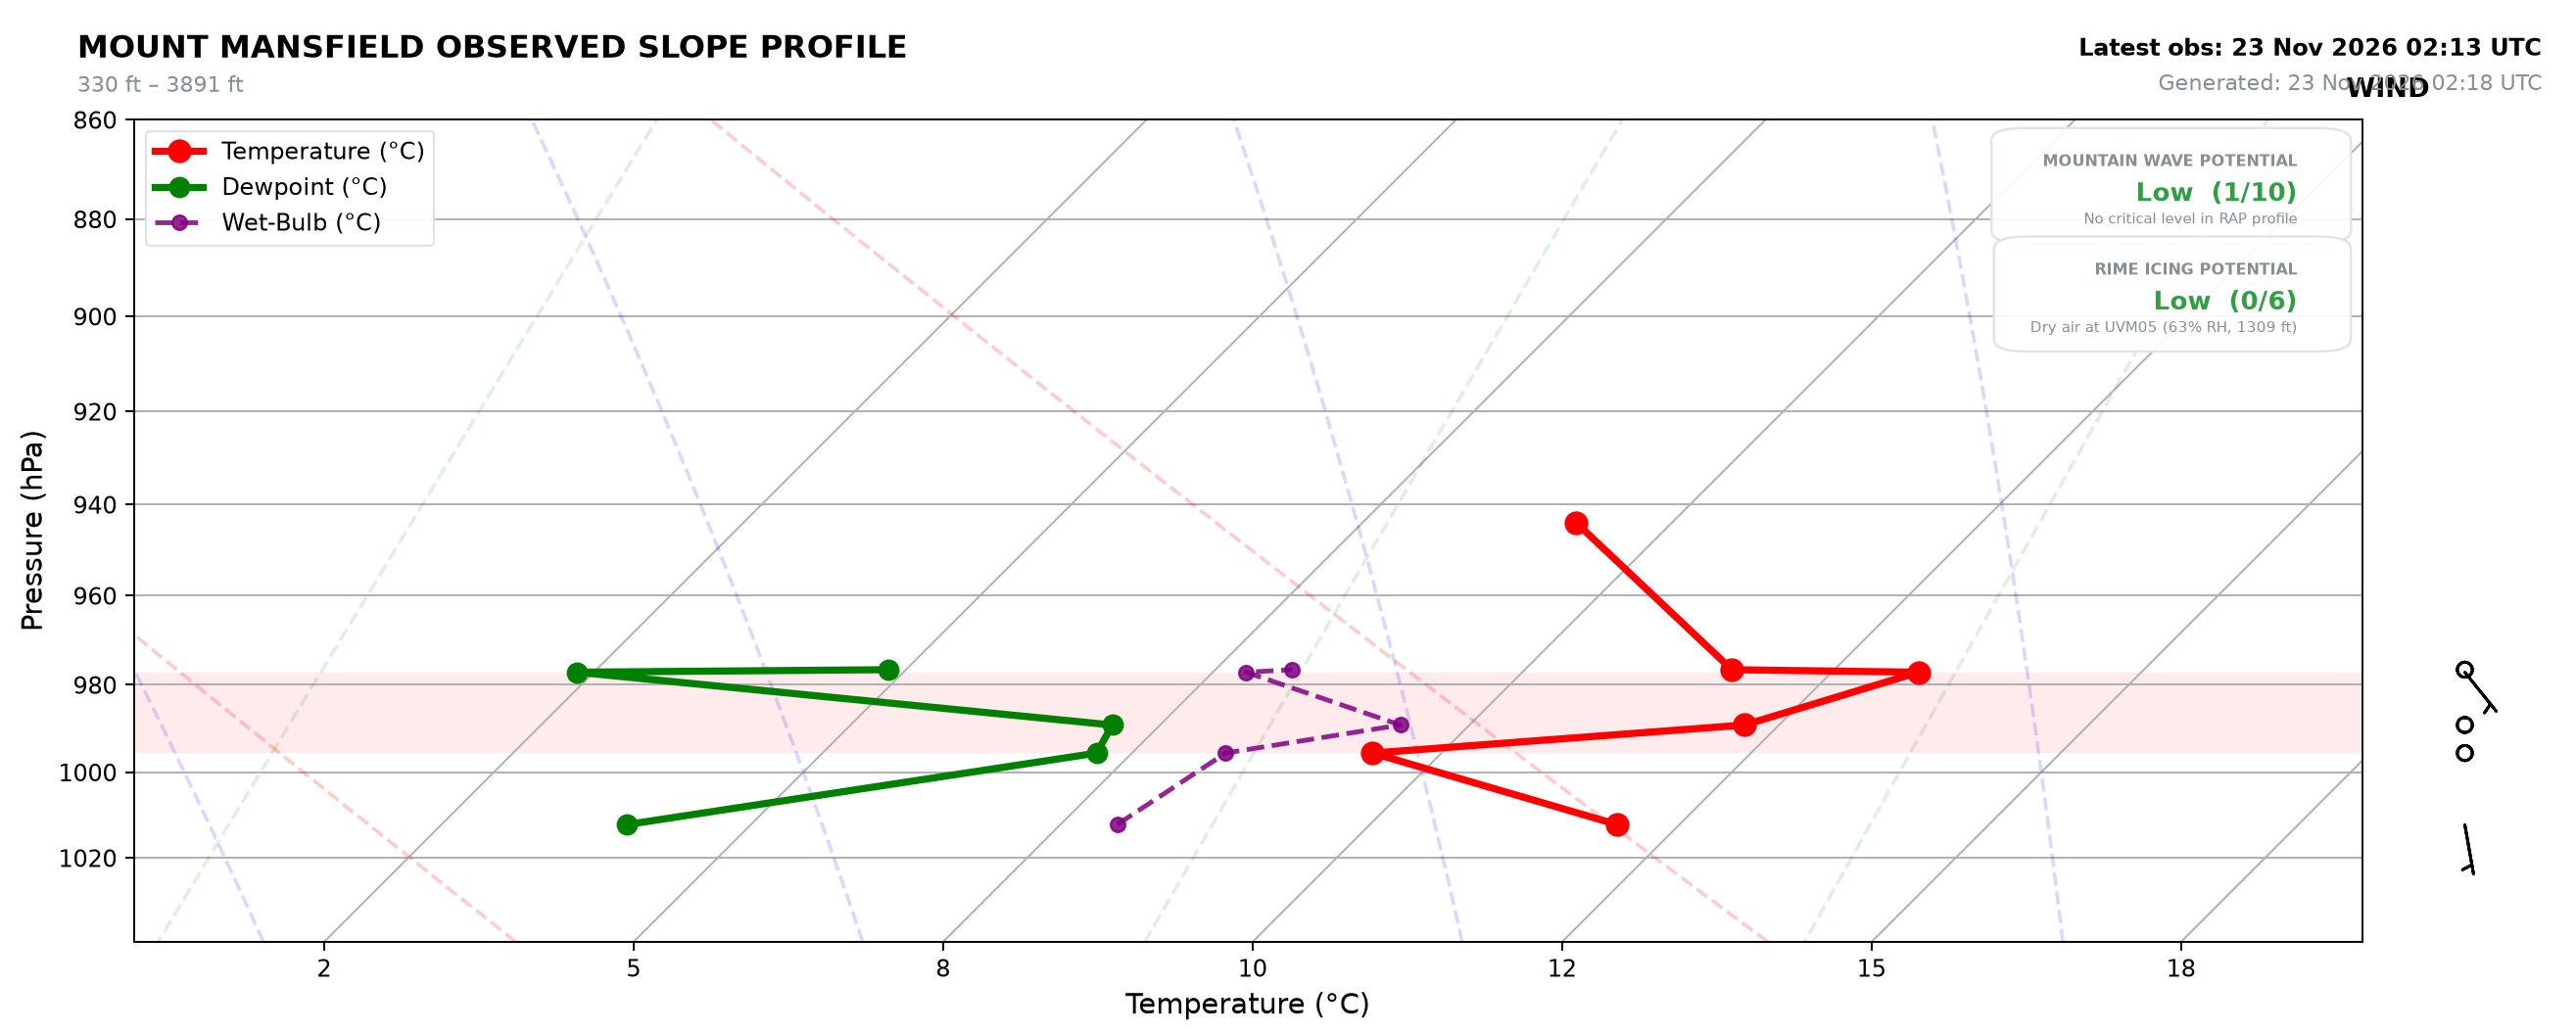 MOUNT MANSFIELD OBSERVED SLOPE PROFILE
Latest obs: 23 Nov 2026 02:13 UTC
330 ft – 3891 ft
Generated: 23 Nov 2026 02:18 UTC
WIND
Temperature (°C)
Dewpoint (°C)
Wet-Bulb (°C)
MOUNTAIN WAVE POTENTIAL
Low (1/10)
No critical level in RAP profile
RIME ICING POTENTIAL
Low (0/6)
Dry air at UVM05 (63% RH, 1309 ft)
Pressure (hPa)
860
880
900
920
940
960
980
1000
1020
2
5
8
10
12
15
18
Temperature (°C)